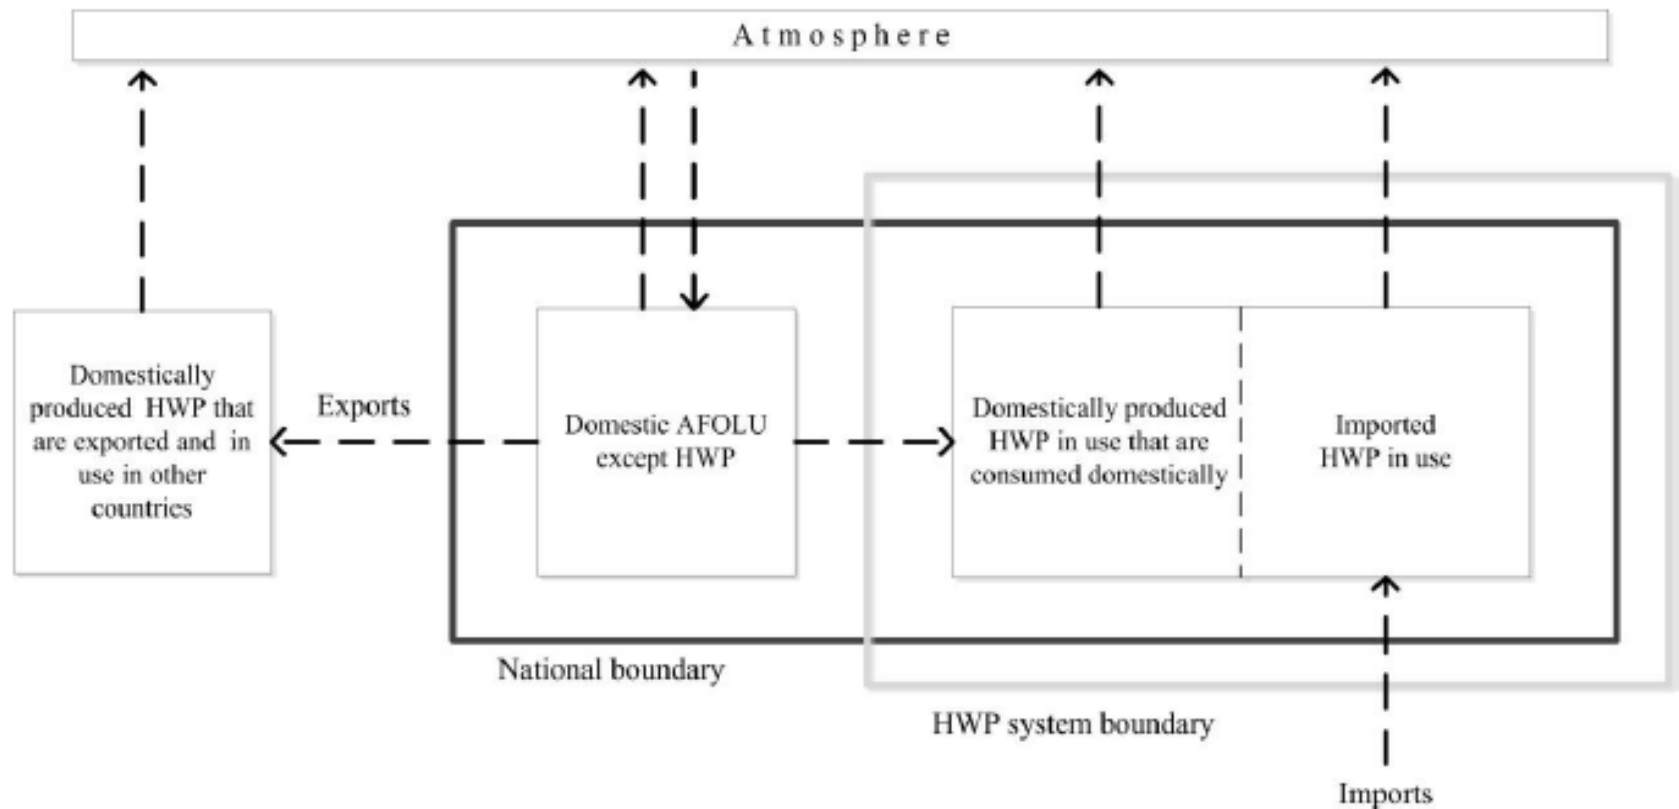 Atmosphere
Domestically
produced HWP that
are exported and in
use in other
countries
Exports
Domestic AFOLU
except HWP
Domestically produced
HWP in use that are
consumed domestically
Imported
HWP in use
National boundary
HWP system boundary
Imports